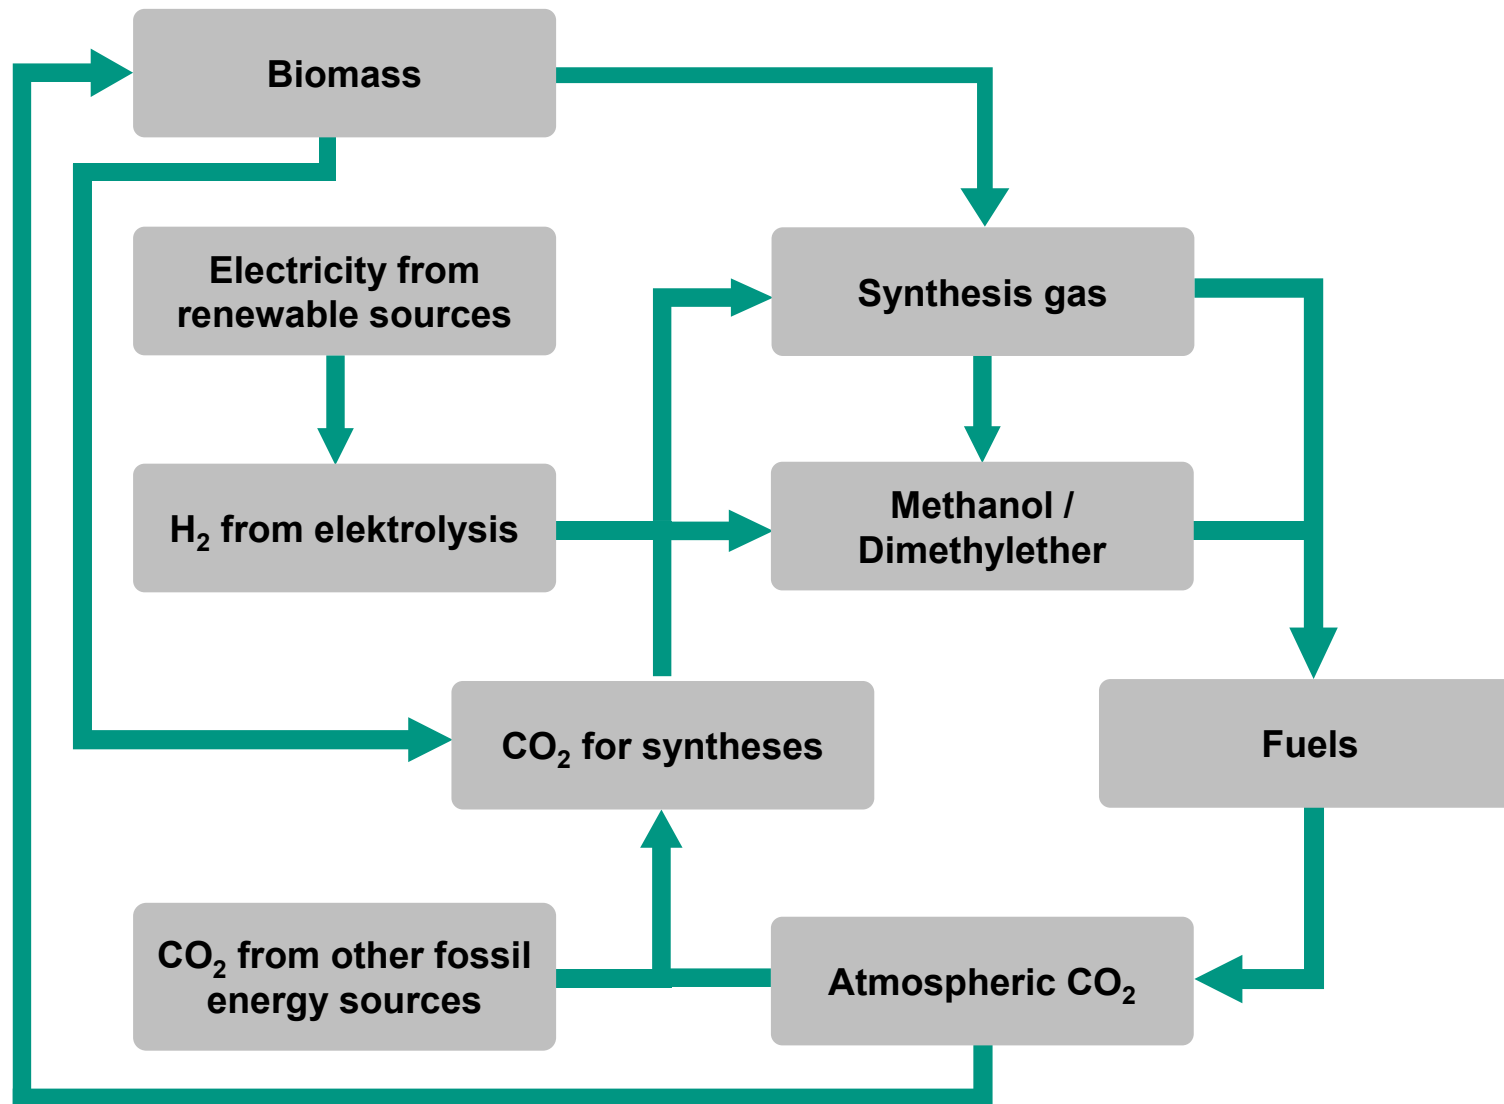 Biomass
Electricity from
renewable sources
Synthesis gas
H₂ from elektrolysis
Methanol /
Dimethylether
CO₂ for syntheses
Fuels
CO₂ from other fossil
energy sources
Atmospheric CO₂